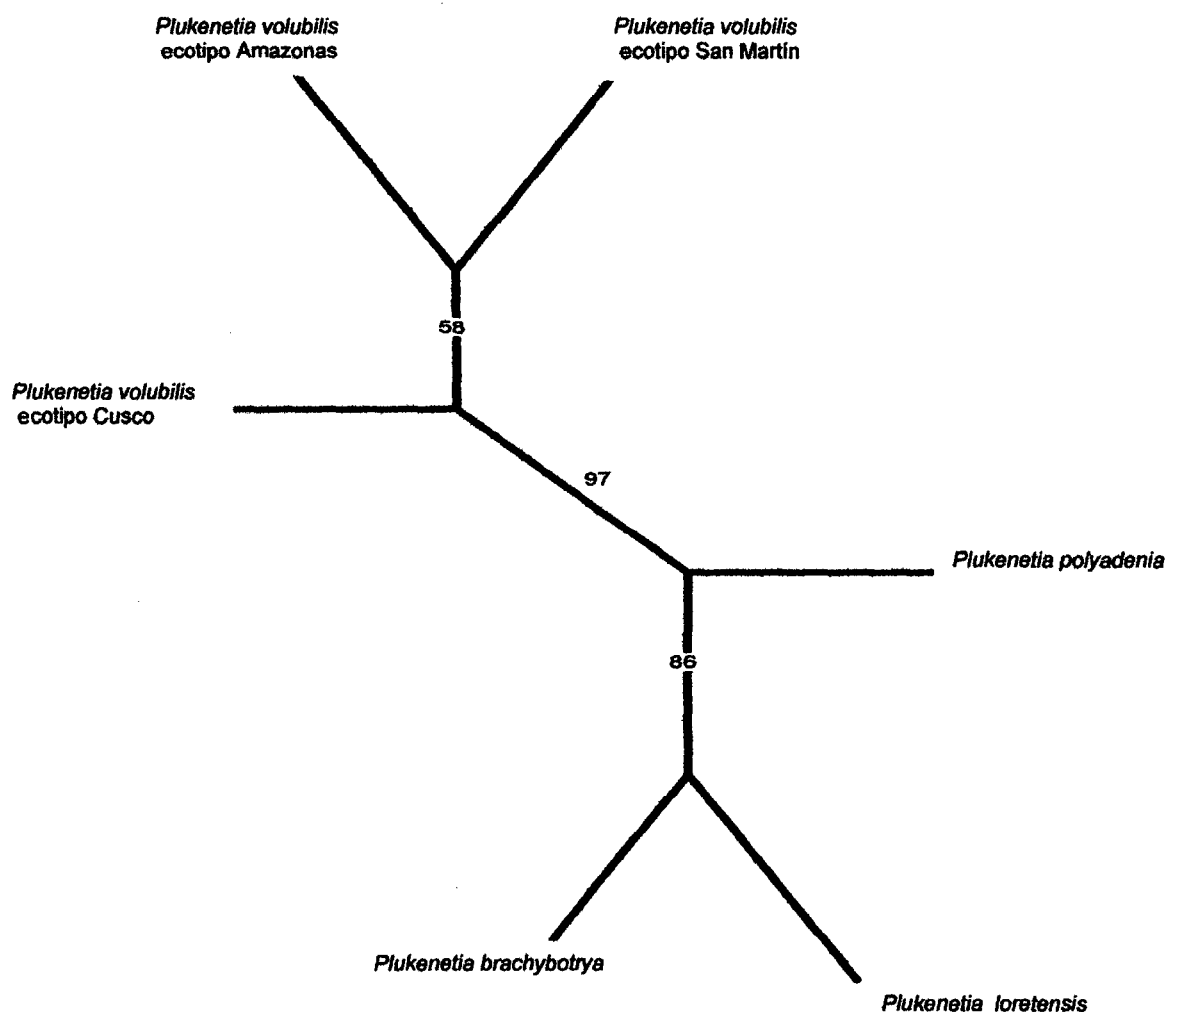 Plukenetia volubilis
ecotipo Amazonas
Plukenetia volubilis
ecotipo San Martín
58
Plukenetia volubilis
ecotipo Cusco
97
Plukenetia polyadenia
86
Plukenetia brachybotrya
Plukenetia loretensis